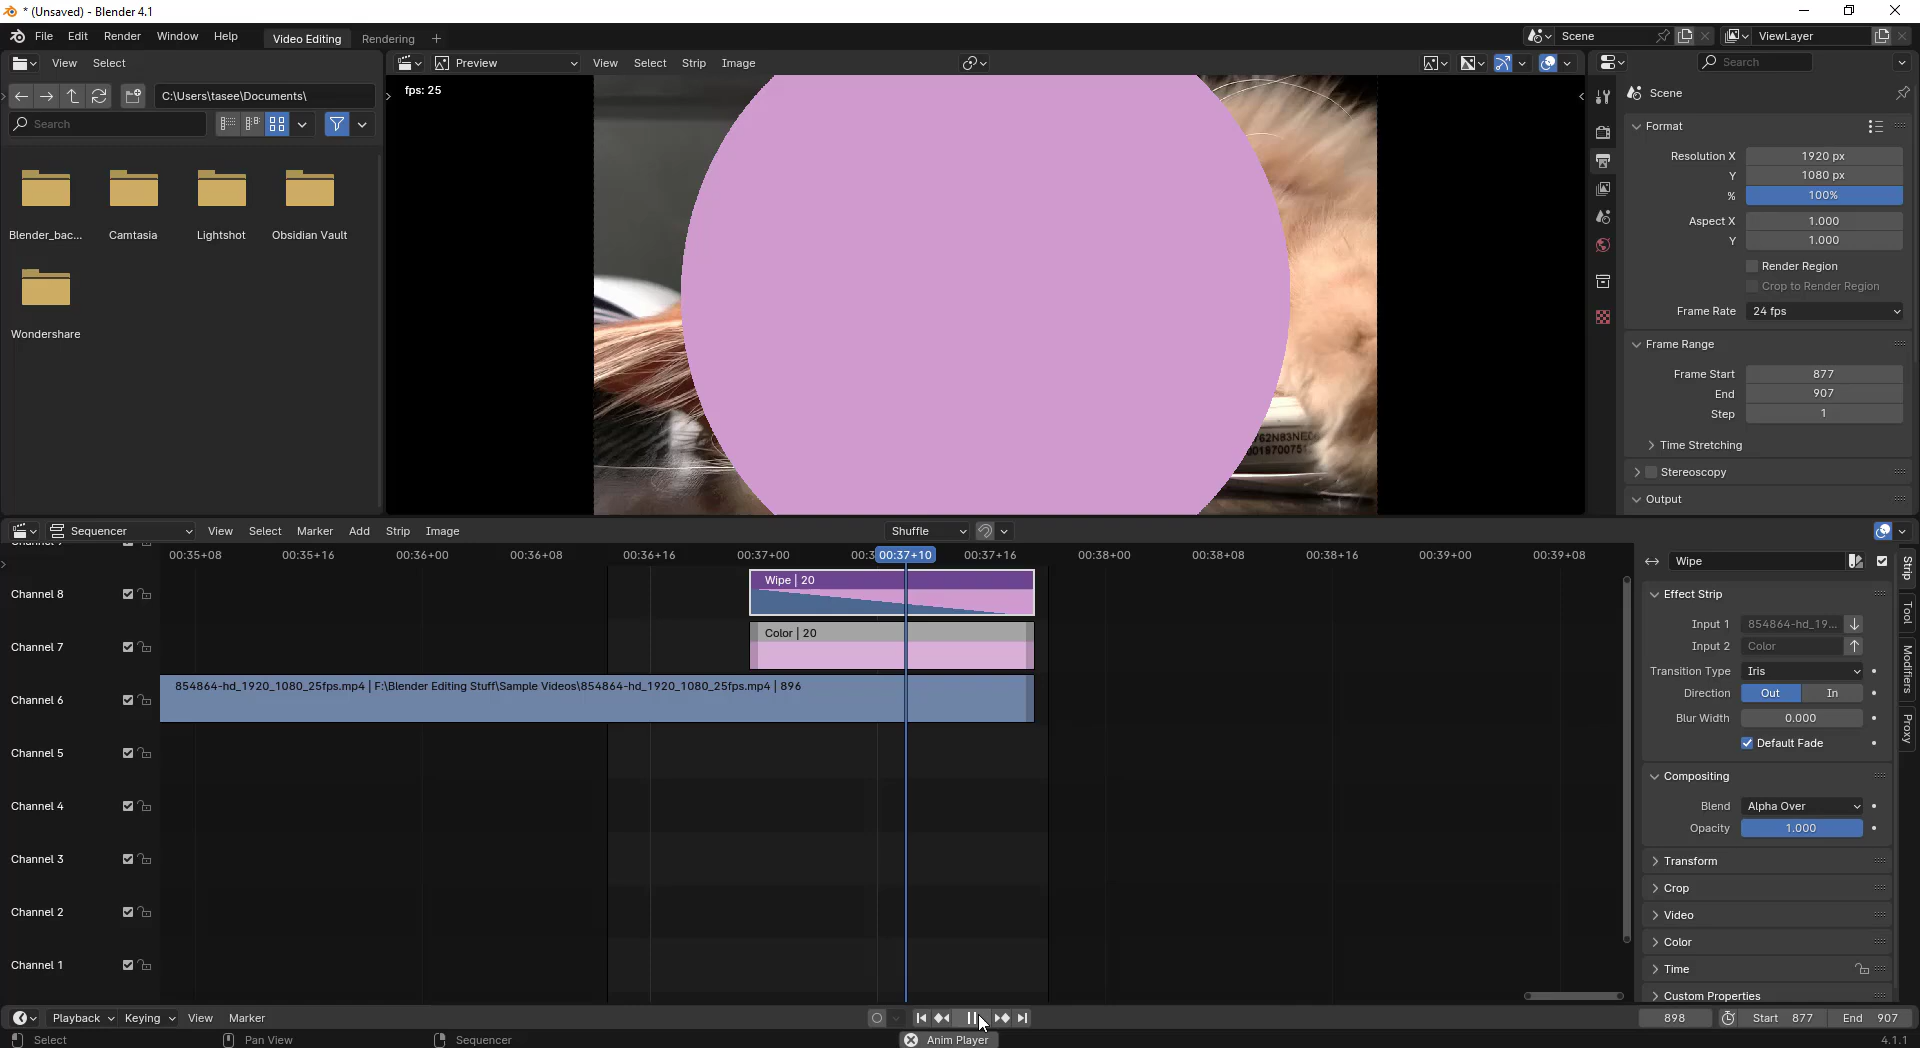 * (Unsaved) - Blender 4.1
File Edit Render Window Help Video Editing Rendering + Scene ViewLayer
View Select Preview View Select Strip Image Search
C:\Users\tasee\Documents\ fps: 25 Scene
Search
Format
Resolution X 1920 px
Y 1080 px
% 100%
Aspect X 1.000
Y 1.000
Render Region
Crop to Render Region
Frame Rate 24 fps
Frame Range
Frame Start 877
End 907
Step 1
Time Stretching
Stereoscopy
Output
Blender_bac... Camtasia Lightshot Obsidian Vault
Wondershare
Sequencer View Select Marker Add Strip Image Shuffle
00:35+08 00:35+16 00:36+00 00:36+08 00:36+16 00:37+00 00:3 00:37+10 00:37+16 00:38+00 00:38+08 00:38+16 00:39+00 00:39+08
Channel 8
Channel 7
Channel 6
Channel 5
Channel 4
Channel 3
Channel 2
Channel 1
Wipe | 20
Color | 20
854864-hd_1920_1080_25fps.mp4 | F:\Blender Editing Stuff\Sample Videos\854864-hd_1920_1080_25fps.mp4 | 896
Wipe
Effect Strip
Input 1 854864-hd_19...
Input 2 Color
Transition Type Iris
Direction Out In
Blur Width 0.000
Default Fade
Compositing
Blend Alpha Over
Opacity 1.000
Transform
Crop
Video
Color
Time
Custom Properties
Strip
Tool
Modifiers
Proxy
Playback Keying View Marker 898 Start 877 End 907
Select Pan View Sequencer Anim Player 4.1.1